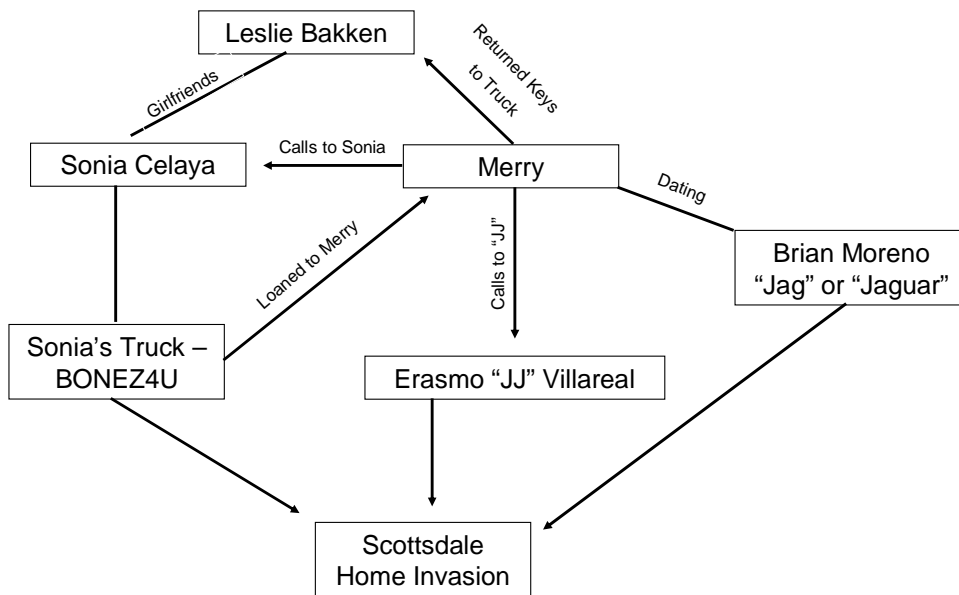 Leslie Bakken
Returned Keys
to Truck
Girlfriends
Sonia Celaya
Calls to Sonia
Merry
Dating
Loaned to Merry
Calls to “JJ”
Brian Moreno
“Jag” or “Jaguar”
Sonia’s Truck –
BONEZ4U
Erasmo “JJ” Villareal
Scottsdale
Home Invasion